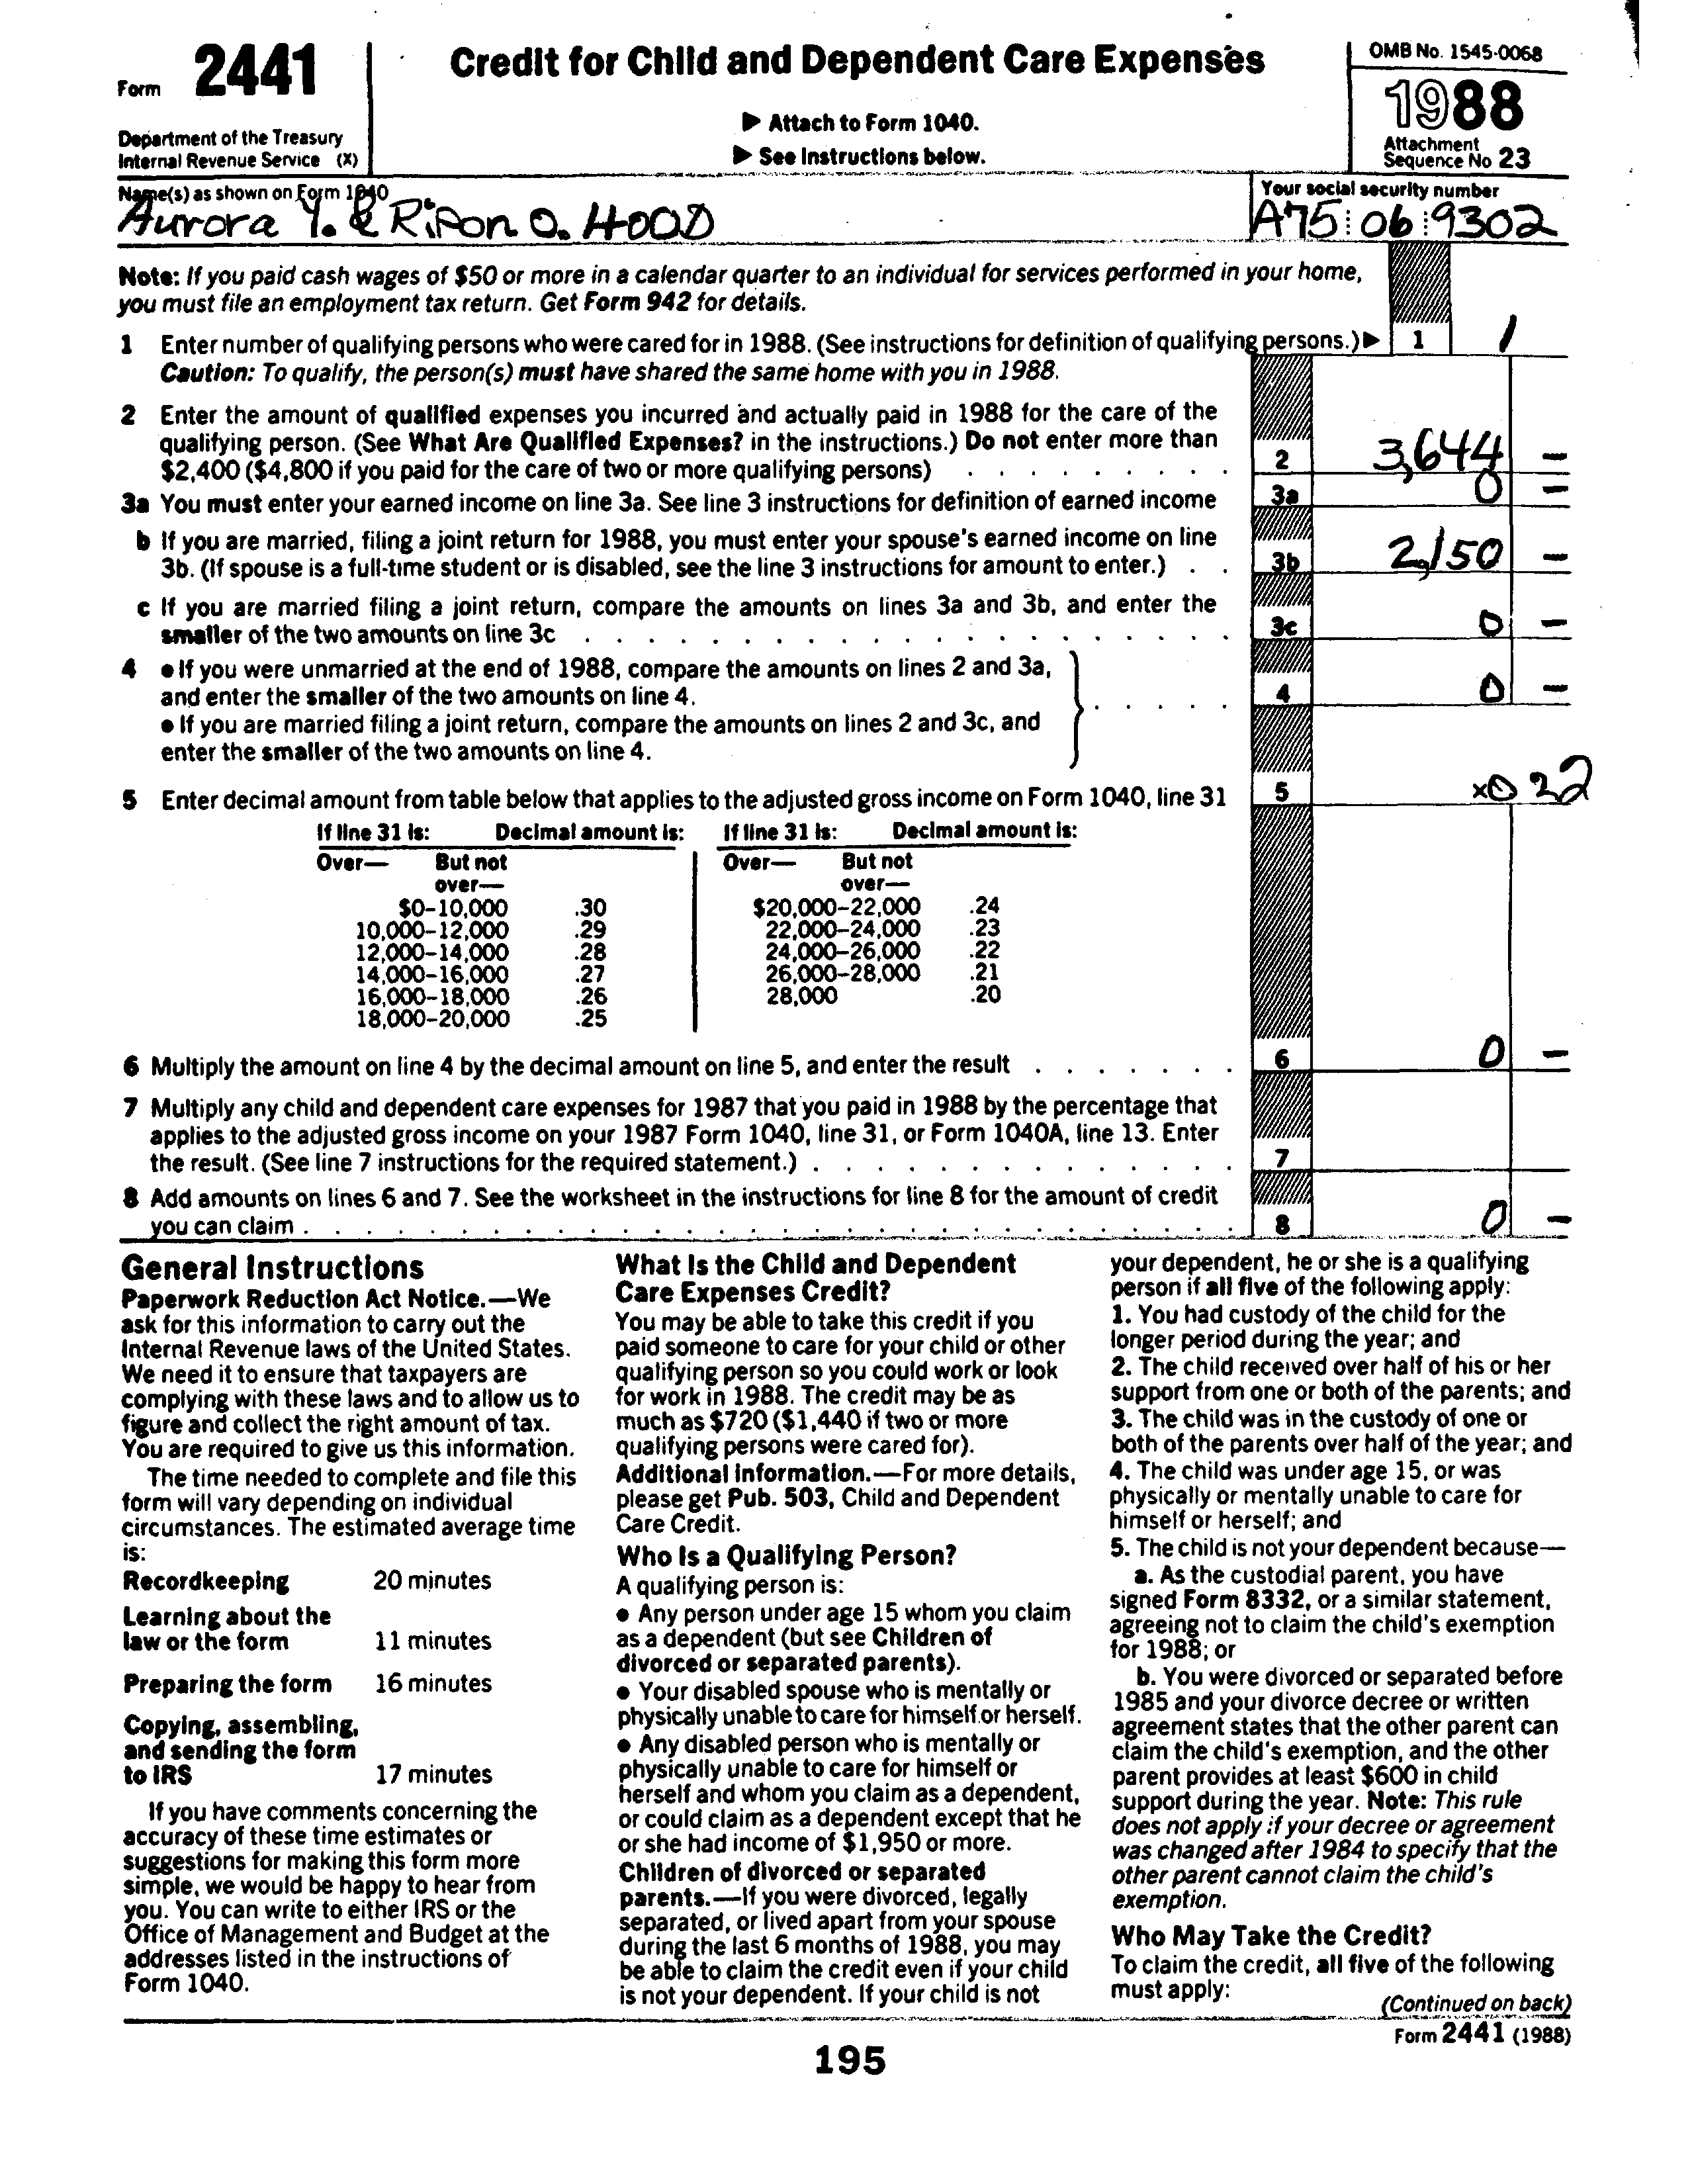 Form 2441
Department of the Treasury
Internal Revenue Service (X)
Credit for Child and Dependent Care Expenses
▶ Attach to Form 1040.
▶ See Instructions below.
OMB No. 1545-0068
1988
Attachment
Sequence No 23
Name(s) as shown on Form 1040
Aurora Y. & Ripon O. HOOD
Your social security number
A75 06 9302
Note: If you paid cash wages of $50 or more in a calendar quarter to an individual for services performed in your home,
you must file an employment tax return. Get Form 942 for details.
1 Enter number of qualifying persons who were cared for in 1988. (See instructions for definition of qualifying persons.) ▶ 1 1
Caution: To qualify, the person(s) must have shared the same home with you in 1988.
2 Enter the amount of qualified expenses you incurred and actually paid in 1988 for the care of the
qualifying person. (See What Are Qualified Expenses? in the instructions.) Do not enter more than
$2,400 ($4,800 if you paid for the care of two or more qualifying persons) . . . . . . . . . 2 3,644 —
3a You must enter your earned income on line 3a. See line 3 instructions for definition of earned income 3a 0 —
b If you are married, filing a joint return for 1988, you must enter your spouse's earned income on line
3b. (If spouse is a full-time student or is disabled, see the line 3 instructions for amount to enter.) . . 3b 2,150 —
c If you are married filing a joint return, compare the amounts on lines 3a and 3b, and enter the
smaller of the two amounts on line 3c . . . . . . . . . . . . . . . . . . . . . 3c 0 —
4 ● If you were unmarried at the end of 1988, compare the amounts on lines 2 and 3a,
and enter the smaller of the two amounts on line 4. . . . . . 4 0 —
● If you are married filing a joint return, compare the amounts on lines 2 and 3c, and
enter the smaller of the two amounts on line 4.
5 Enter decimal amount from table below that applies to the adjusted gross income on Form 1040, line 31 5 ×0 22
If line 31 is: Decimal amount is: If line 31 is: Decimal amount is:
Over— But not Over— But not
over— over—
$0–10,000 .30 $20,000–22,000 .24
10,000–12,000 .29 22,000–24,000 .23
12,000–14,000 .28 24,000–26,000 .22
14,000–16,000 .27 26,000–28,000 .21
16,000–18,000 .26 28,000 .20
18,000–20,000 .25
6 Multiply the amount on line 4 by the decimal amount on line 5, and enter the result . . . . . . . 6 0 —
7 Multiply any child and dependent care expenses for 1987 that you paid in 1988 by the percentage that
applies to the adjusted gross income on your 1987 Form 1040, line 31, or Form 1040A, line 13. Enter
the result. (See line 7 instructions for the required statement.) . . . . . . . . . . . . . . 7
8 Add amounts on lines 6 and 7. See the worksheet in the instructions for line 8 for the amount of credit
you can claim . . . . . . . . . . . . . . . . . . . . . . . . . . . . . . 8 0 —
General Instructions
Paperwork Reduction Act Notice.—We
ask for this information to carry out the
Internal Revenue laws of the United States.
We need it to ensure that taxpayers are
complying with these laws and to allow us to
figure and collect the right amount of tax.
You are required to give us this information.
The time needed to complete and file this
form will vary depending on individual
circumstances. The estimated average time
is:
Recordkeeping 20 minutes
Learning about the
law or the form 11 minutes
Preparing the form 16 minutes
Copying, assembling,
and sending the form
to IRS 17 minutes
If you have comments concerning the
accuracy of these time estimates or
suggestions for making this form more
simple, we would be happy to hear from
you. You can write to either IRS or the
Office of Management and Budget at the
addresses listed in the instructions of
Form 1040.
What Is the Child and Dependent
Care Expenses Credit?
You may be able to take this credit if you
paid someone to care for your child or other
qualifying person so you could work or look
for work in 1988. The credit may be as
much as $720 ($1,440 if two or more
qualifying persons were cared for).
Additional Information.—For more details,
please get Pub. 503, Child and Dependent
Care Credit.
Who Is a Qualifying Person?
A qualifying person is:
● Any person under age 15 whom you claim
as a dependent (but see Children of
divorced or separated parents).
● Your disabled spouse who is mentally or
physically unable to care for himself or herself.
● Any disabled person who is mentally or
physically unable to care for himself or
herself and whom you claim as a dependent,
or could claim as a dependent except that he
or she had income of $1,950 or more.
Children of divorced or separated
parents.—If you were divorced, legally
separated, or lived apart from your spouse
during the last 6 months of 1988, you may
be able to claim the credit even if your child
is not your dependent. If your child is not
your dependent, he or she is a qualifying
person if all five of the following apply:
1. You had custody of the child for the
longer period during the year; and
2. The child received over half of his or her
support from one or both of the parents; and
3. The child was in the custody of one or
both of the parents over half of the year; and
4. The child was under age 15, or was
physically or mentally unable to care for
himself or herself; and
5. The child is not your dependent because—
a. As the custodial parent, you have
signed Form 8332, or a similar statement,
agreeing not to claim the child's exemption
for 1988; or
b. You were divorced or separated before
1985 and your divorce decree or written
agreement states that the other parent can
claim the child's exemption, and the other
parent provides at least $600 in child
support during the year. Note: This rule
does not apply if your decree or agreement
was changed after 1984 to specify that the
other parent cannot claim the child's
exemption.
Who May Take the Credit?
To claim the credit, all five of the following
must apply:
(Continued on back)
Form 2441 (1988)
195